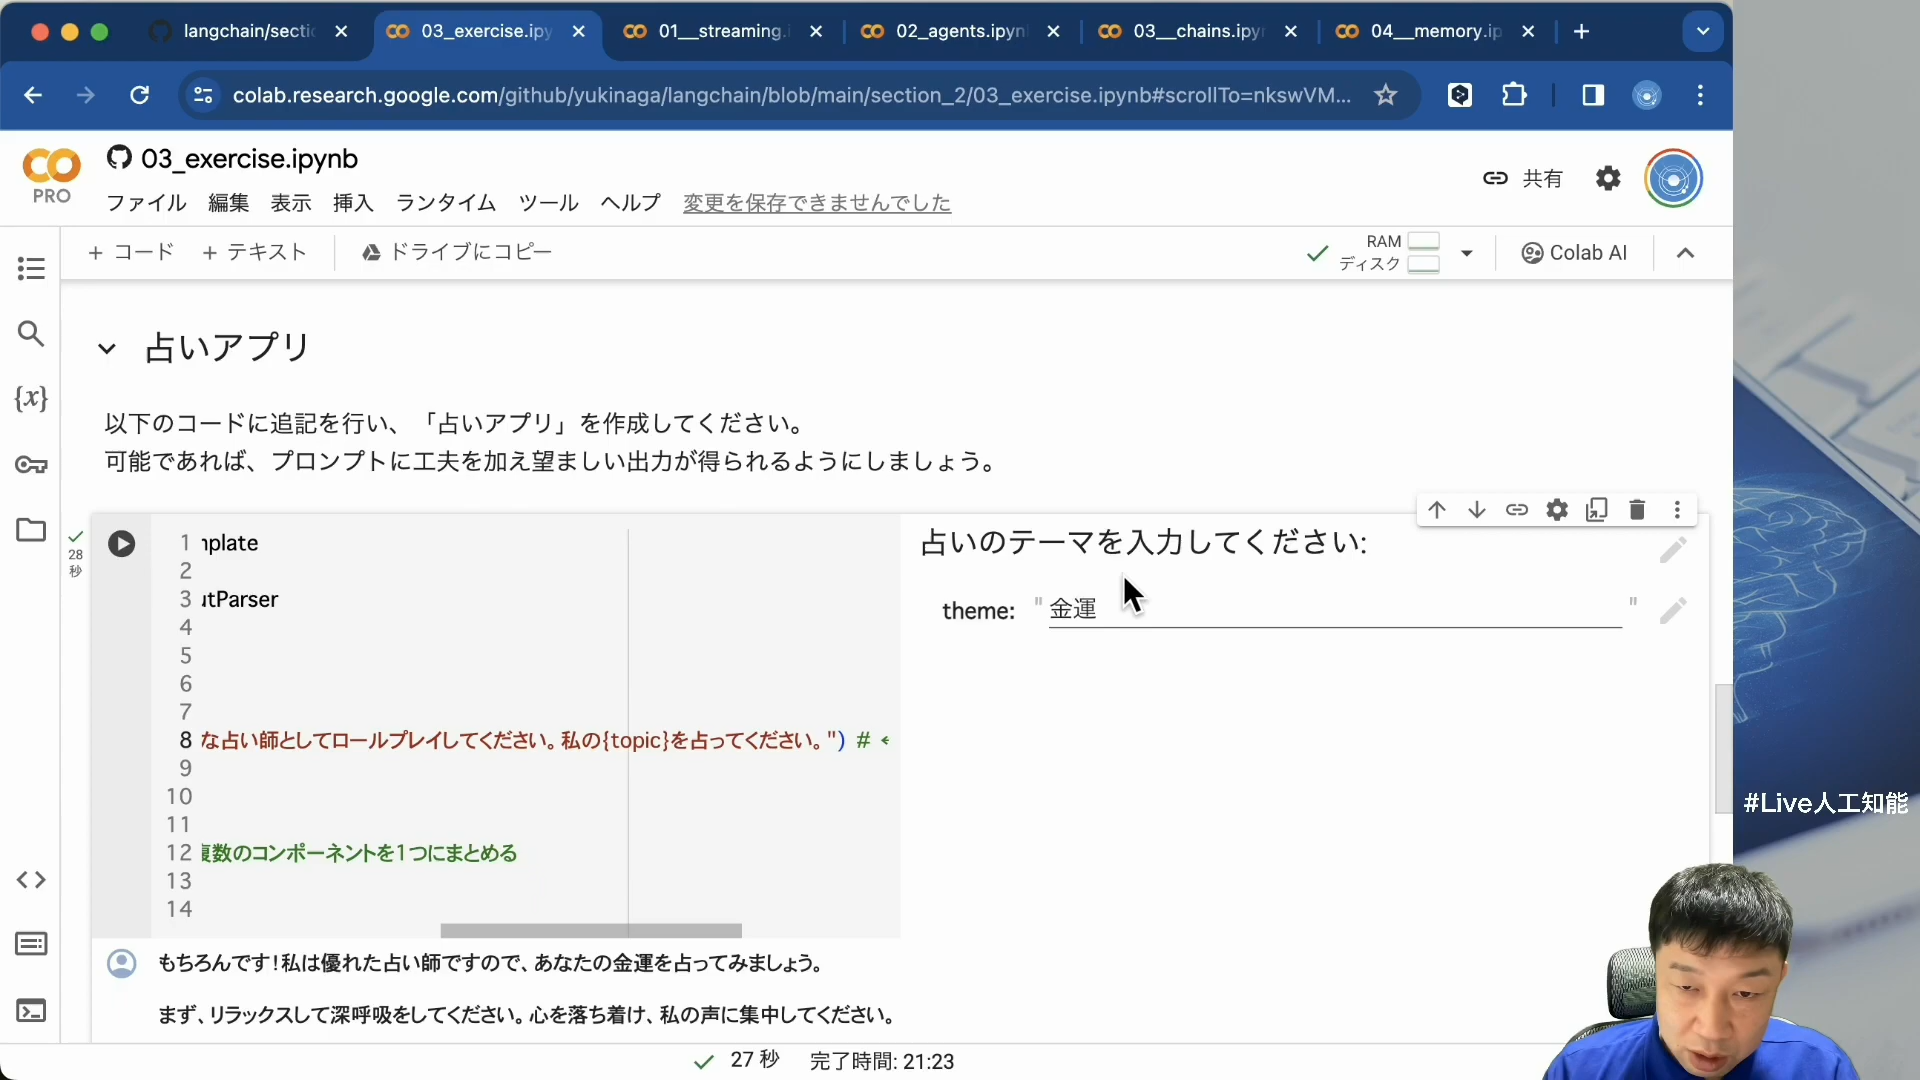 langchain/secti
03_exercise.ipy
01__streaming.
02_agents.ipyn
03__chains.ipy
04__memory.ip
colab.research.google.com/github/yukinaga/langchain/blob/main/section_2/03_exercise.ipynb#scrollTo=nkswVM...
PRO
03_exercise.ipynb
ファイル 編集 表示 挿入 ランタイム ツール ヘルプ 変更を保存できませんでした
共有
+ コード + テキスト ドライブにコピー
RAM
ディスク
Colab AI
占いアプリ
以下のコードに追記を行い、「占いアプリ」を作成してください。
可能であれば、プロンプトに工夫を加え望ましい出力が得られるようにしましょう。
28
秒
1 nplate
2
3 utParser
4
5
6
7
8 な占い師としてロールプレイしてください。私の{topic}を占ってください。") # ←
9
10
11
12 複数のコンポーネントを1つにまとめる
13
14
占いのテーマを入力してください:
theme: " 金運 "
もちろんです！私は優れた占い師ですので、あなたの金運を占ってみましょう。
まず、リラックスして深呼吸をしてください。心を落ち着け、私の声に集中してください。
27 秒 完了時間: 21:23
#Live人工知能